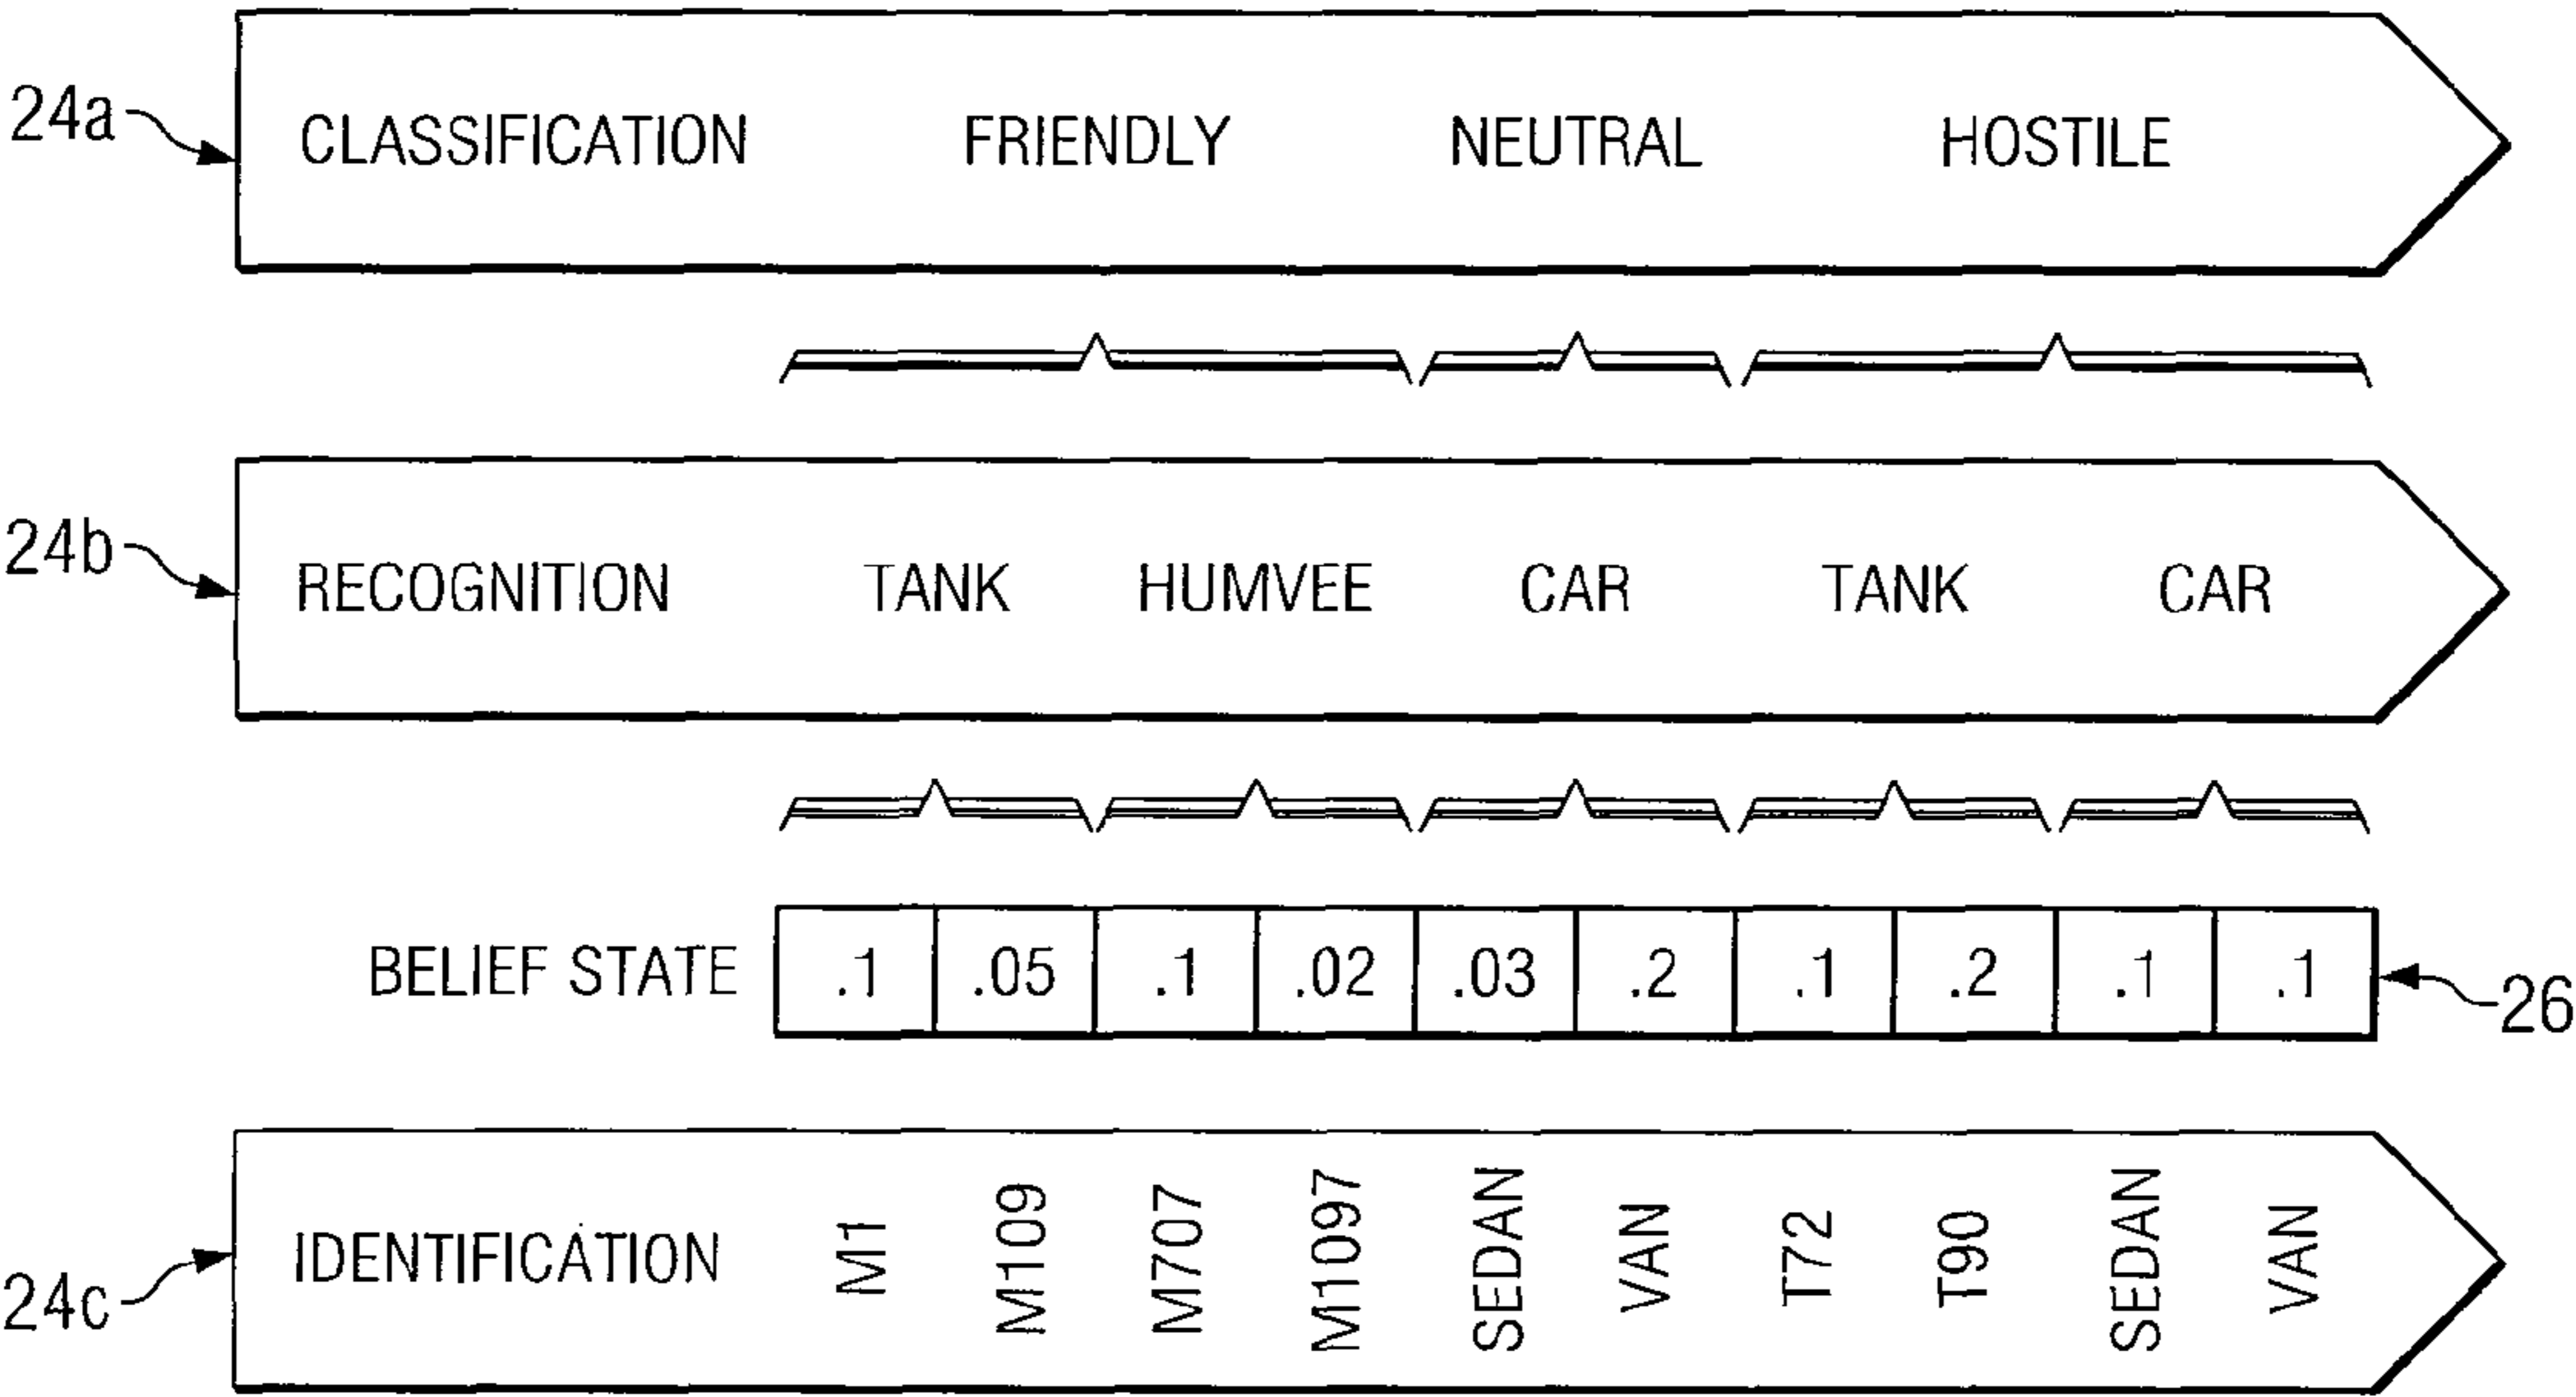 24a CLASSIFICATION FRIENDLY NEUTRAL HOSTILE
24b RECOGNITION TANK HUMVEE CAR TANK CAR
BELIEF STATE .1 .05 .1 .02 .03 .2 .1 .2 .1 .1 26
24c IDENTIFICATION M1 M109 M707 M1097 SEDAN VAN T72 T90 SEDAN VAN